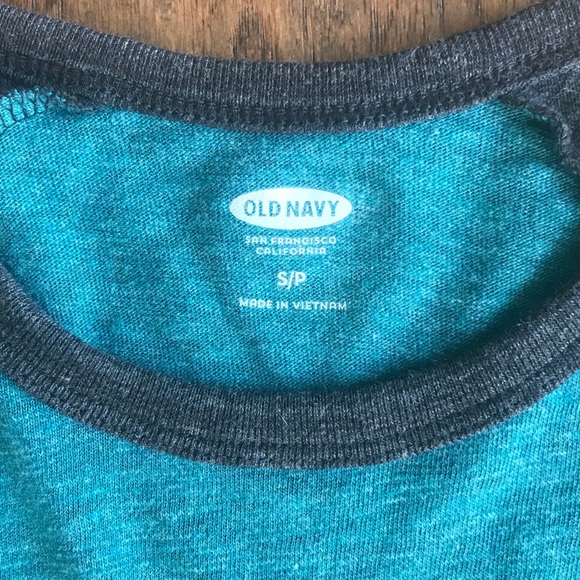 OLD NAVY
SAN FRANCISCO
CALIFORNIA
S/P
MADE IN VIETNAM